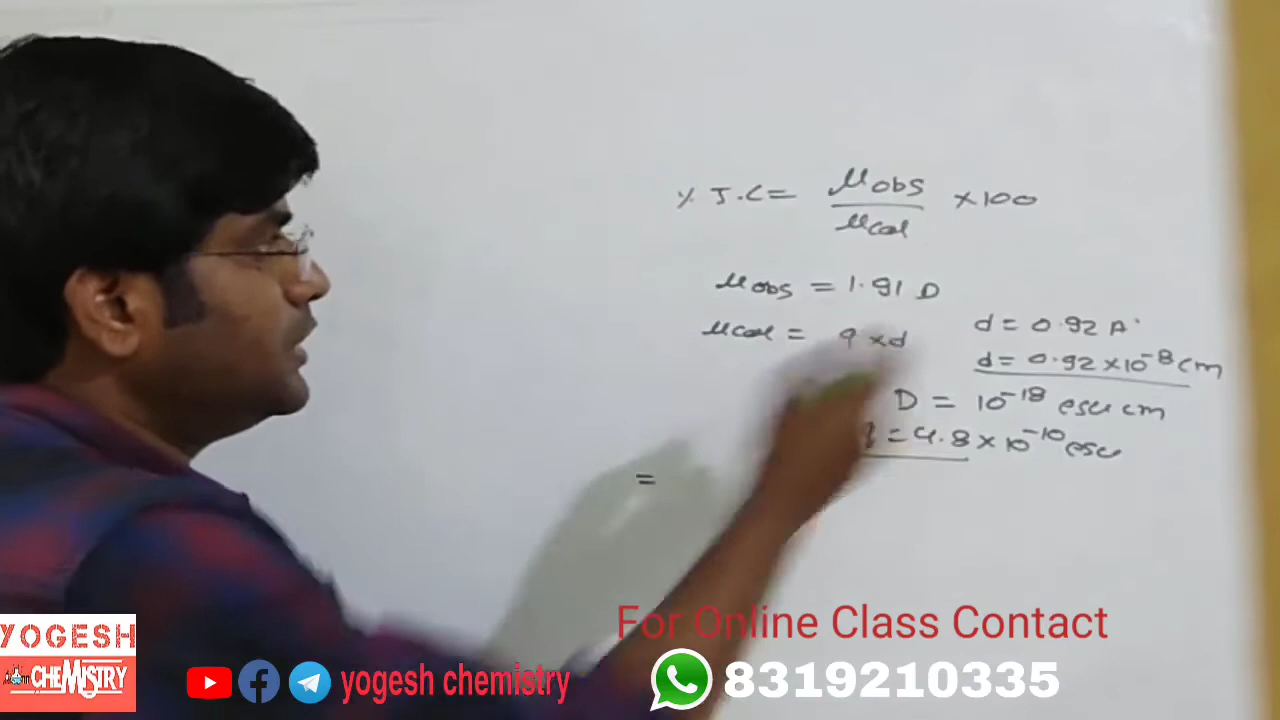 % I.C = μobs / μcal × 100
μobs = 1.91 D
μcal = q × d
d = 0.92 A°
d = 0.92 × 10⁻⁸ cm
D = 10⁻¹⁸ esu cm
= 4.8 × 10⁻¹⁰ esu
=
For Online Class Contact
YOGESH
CHEMISTRY
yogesh chemistry
8319210335